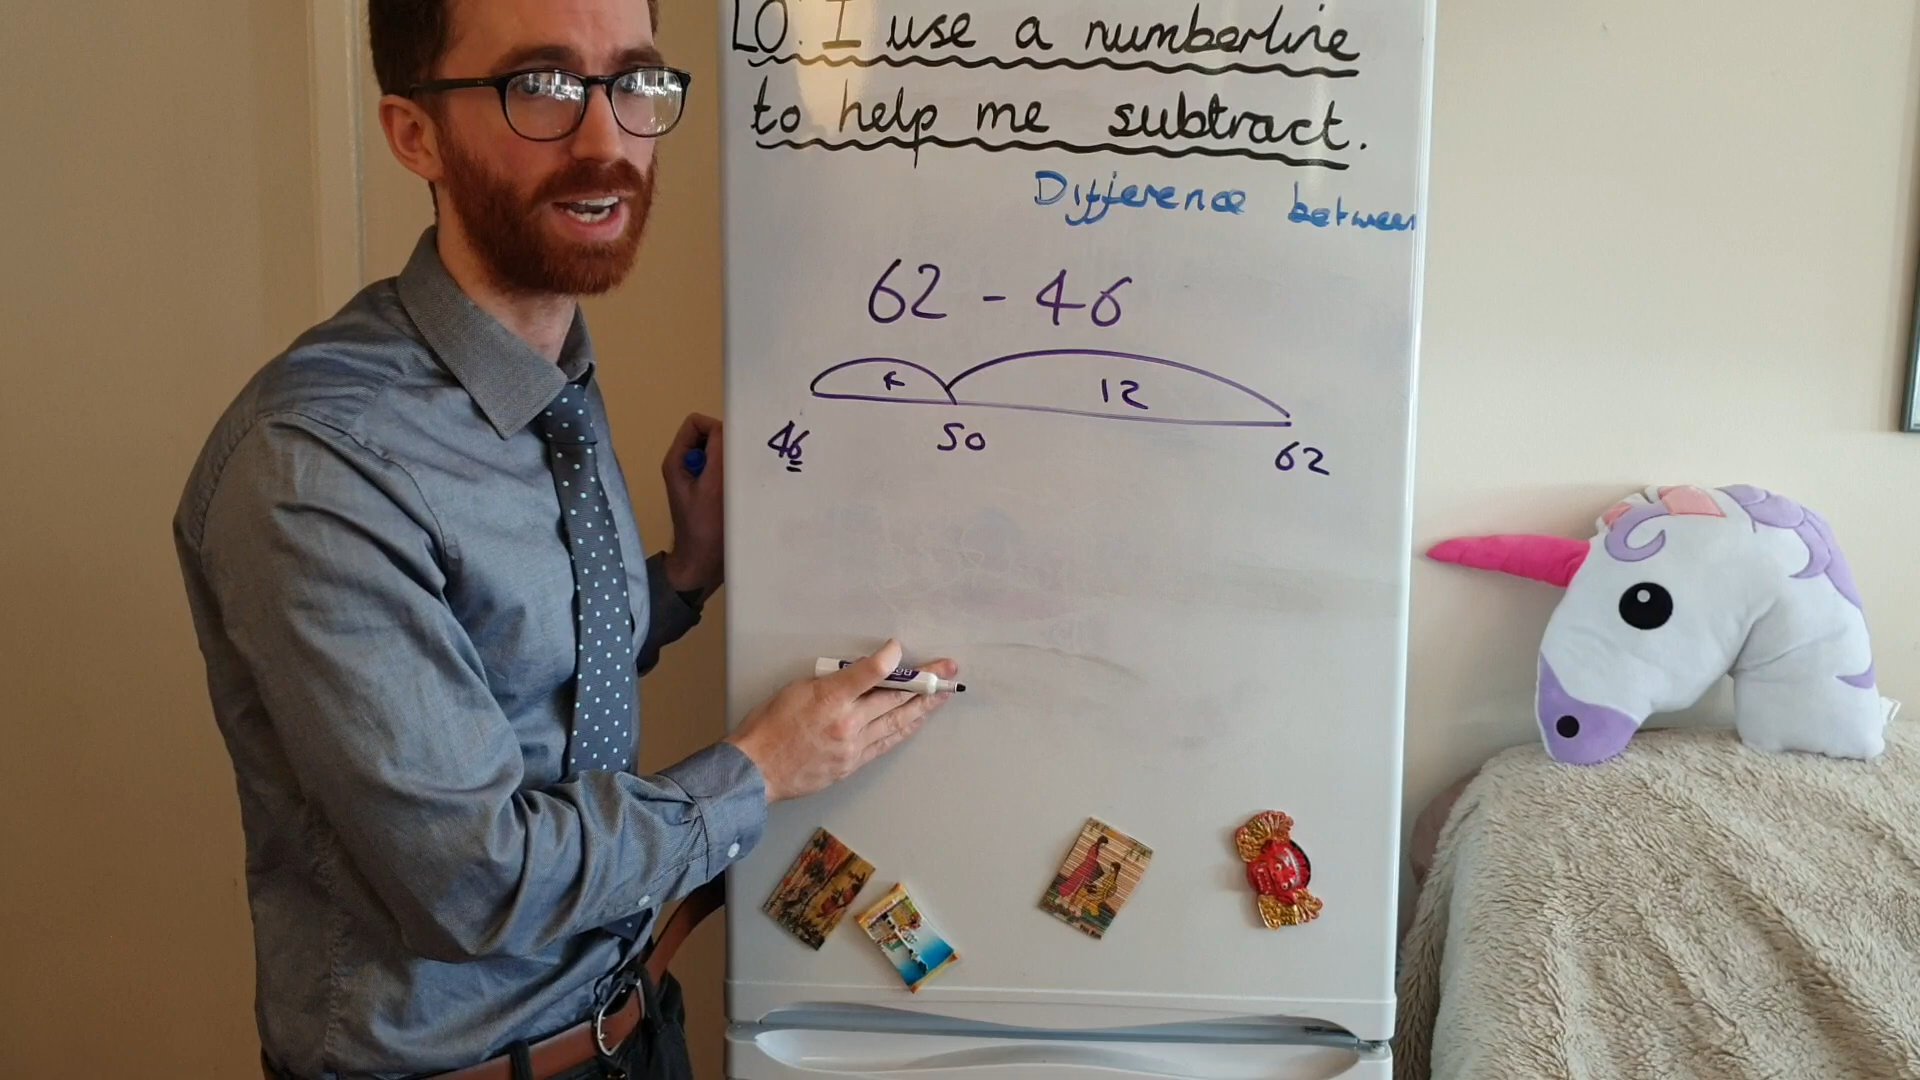 LO: I use a numberline
to help me subtract.
Difference between
62 - 46
4 12
46 50 62